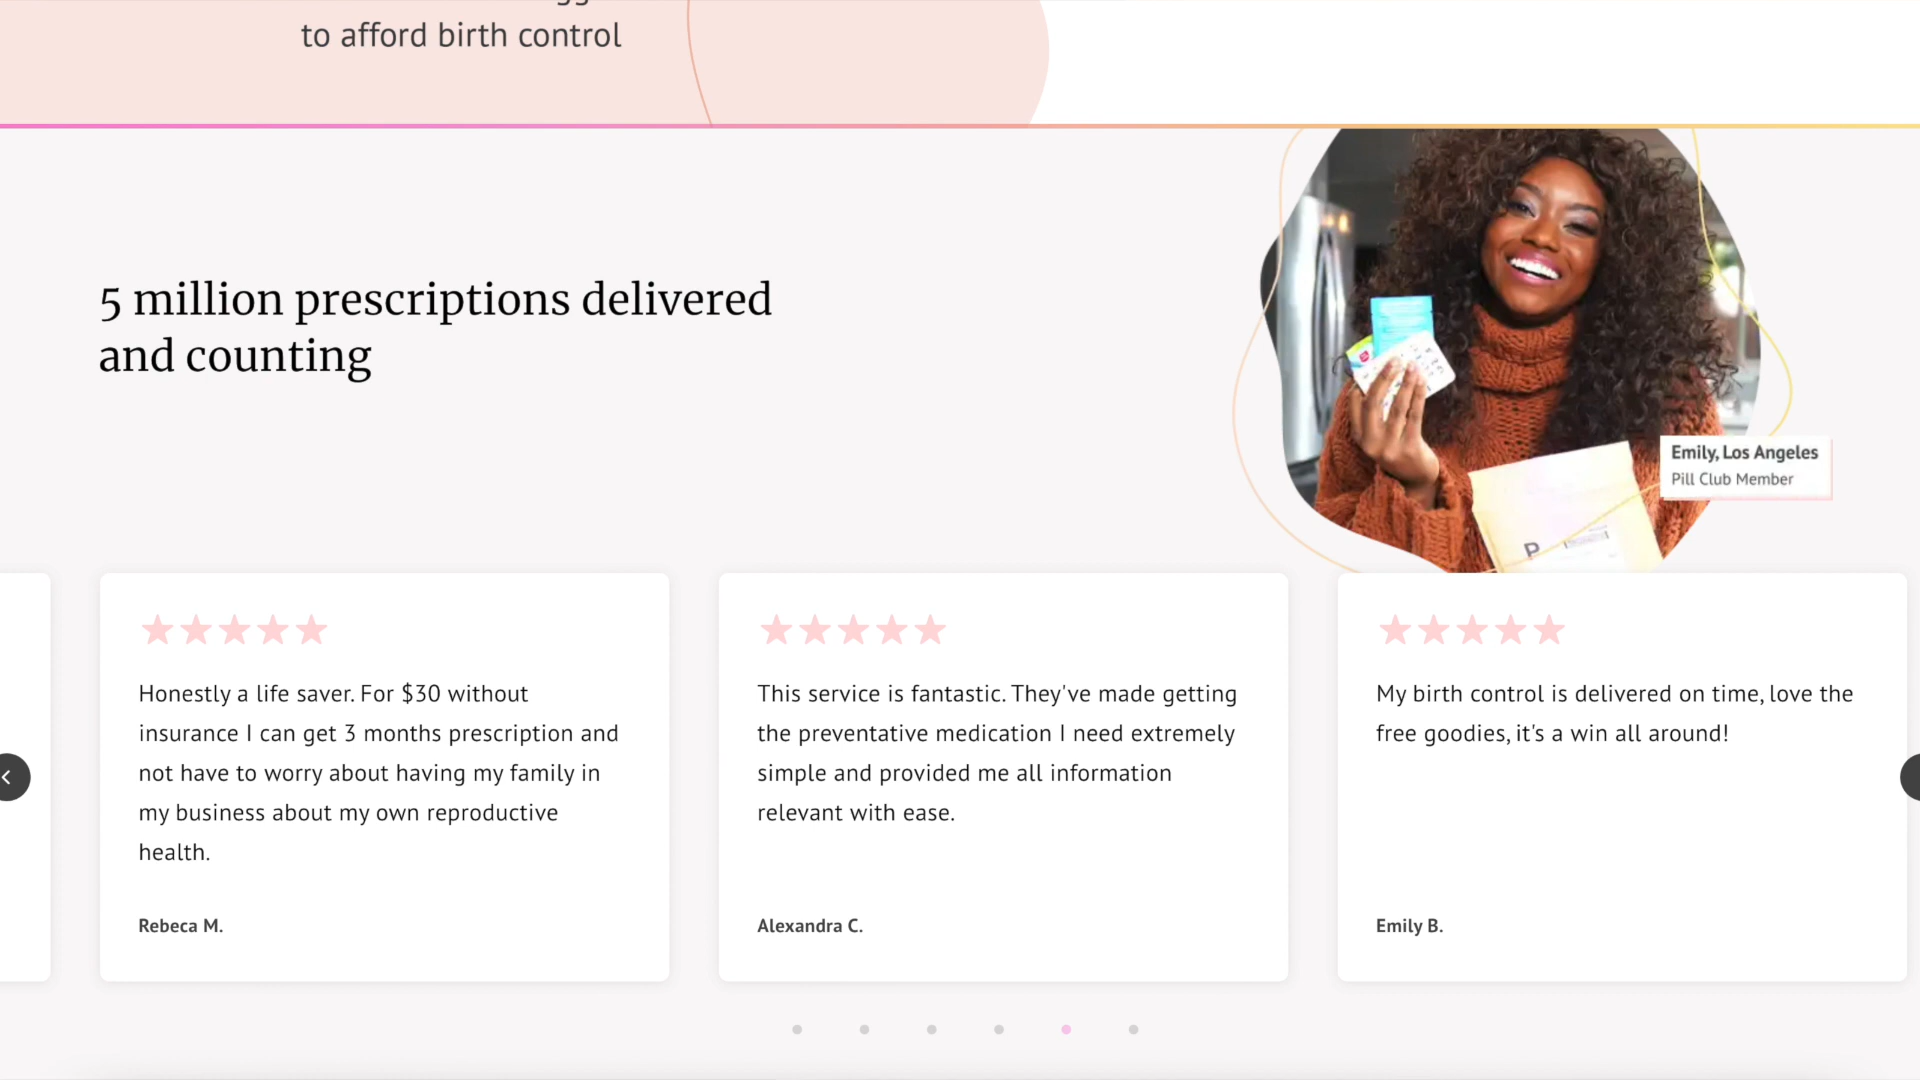 to afford birth control
5 million prescriptions delivered
and counting
Emily, Los Angeles
Pill Club Member
P
Honestly a life saver. For $30 without
insurance I can get 3 months prescription and
not have to worry about having my family in
my business about my own reproductive
health.
Rebeca M.
This service is fantastic. They've made getting
the preventative medication I need extremely
simple and provided me all information
relevant with ease.
Alexandra C.
My birth control is delivered on time, love the
free goodies, it's a win all around!
Emily B.